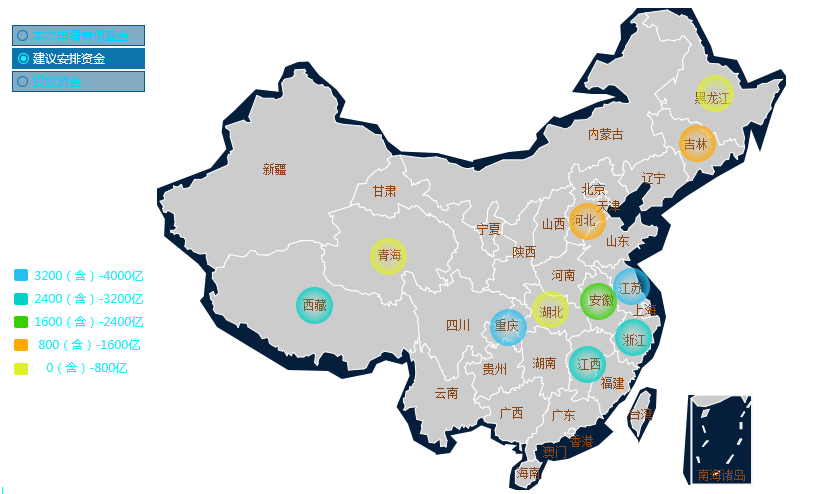 本次申请专项基金
建议安排资金
投放资金
黑龙江
内蒙古
吉林
新疆
辽宁
甘肃
北京
天津
宁夏
山西
河北
山东
陕西
青海
河南
3200（含）-4000亿
江苏
2400（含）-3200亿
西藏
安徽
湖北
上海
1600（含）-2400亿
四川
重庆
800（含）-1600亿
浙江
0（含）-800亿
贵州
湖南
江西
福建
云南
广西
广东
台湾
香港
澳门
海南
南海诸岛